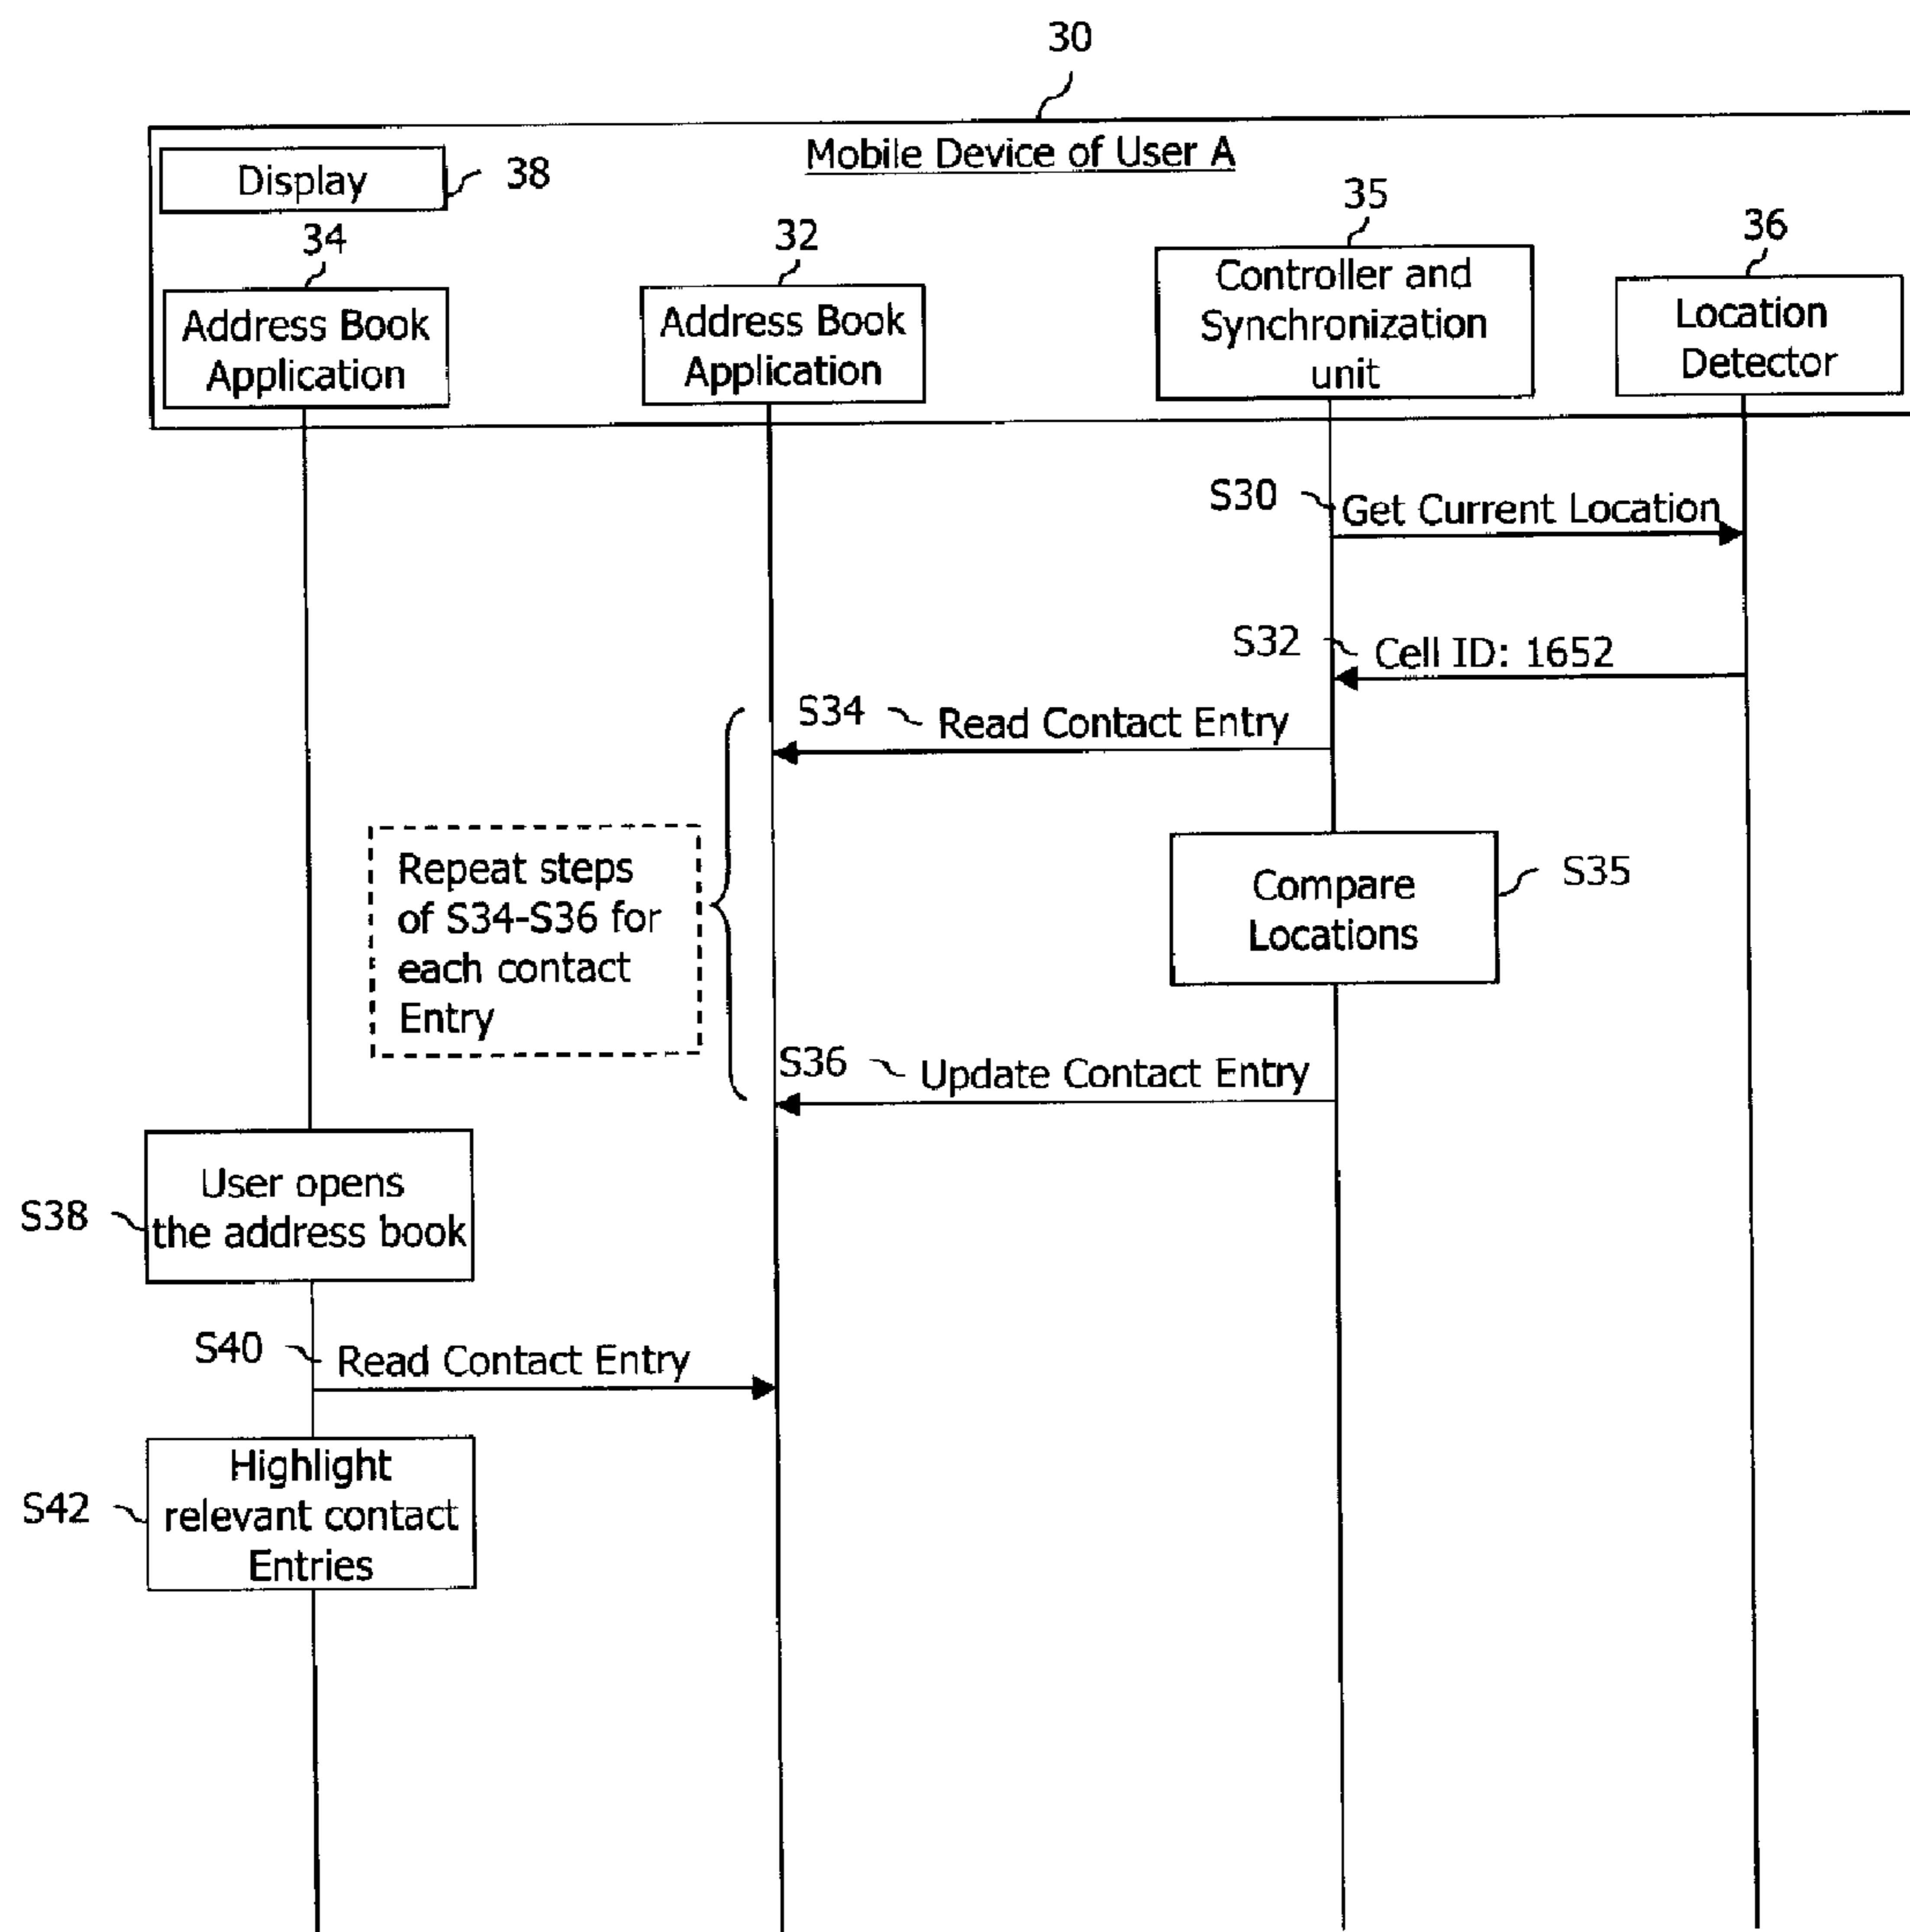 30
Mobile Device of User A
Display
38
34
32
35
36
Address Book
Application
Address Book
Application
Controller and
Synchronization
unit
Location
Detector
S30
Get Current Location
S32
Cell ID: 1652
S34
Read Contact Entry
Repeat steps
of S34-S36 for
each contact
Entry
Compare
Locations
S35
S36
Update Contact Entry
User opens
the address book
S38
S40
Read Contact Entry
Highlight
relevant contact
Entries
S42